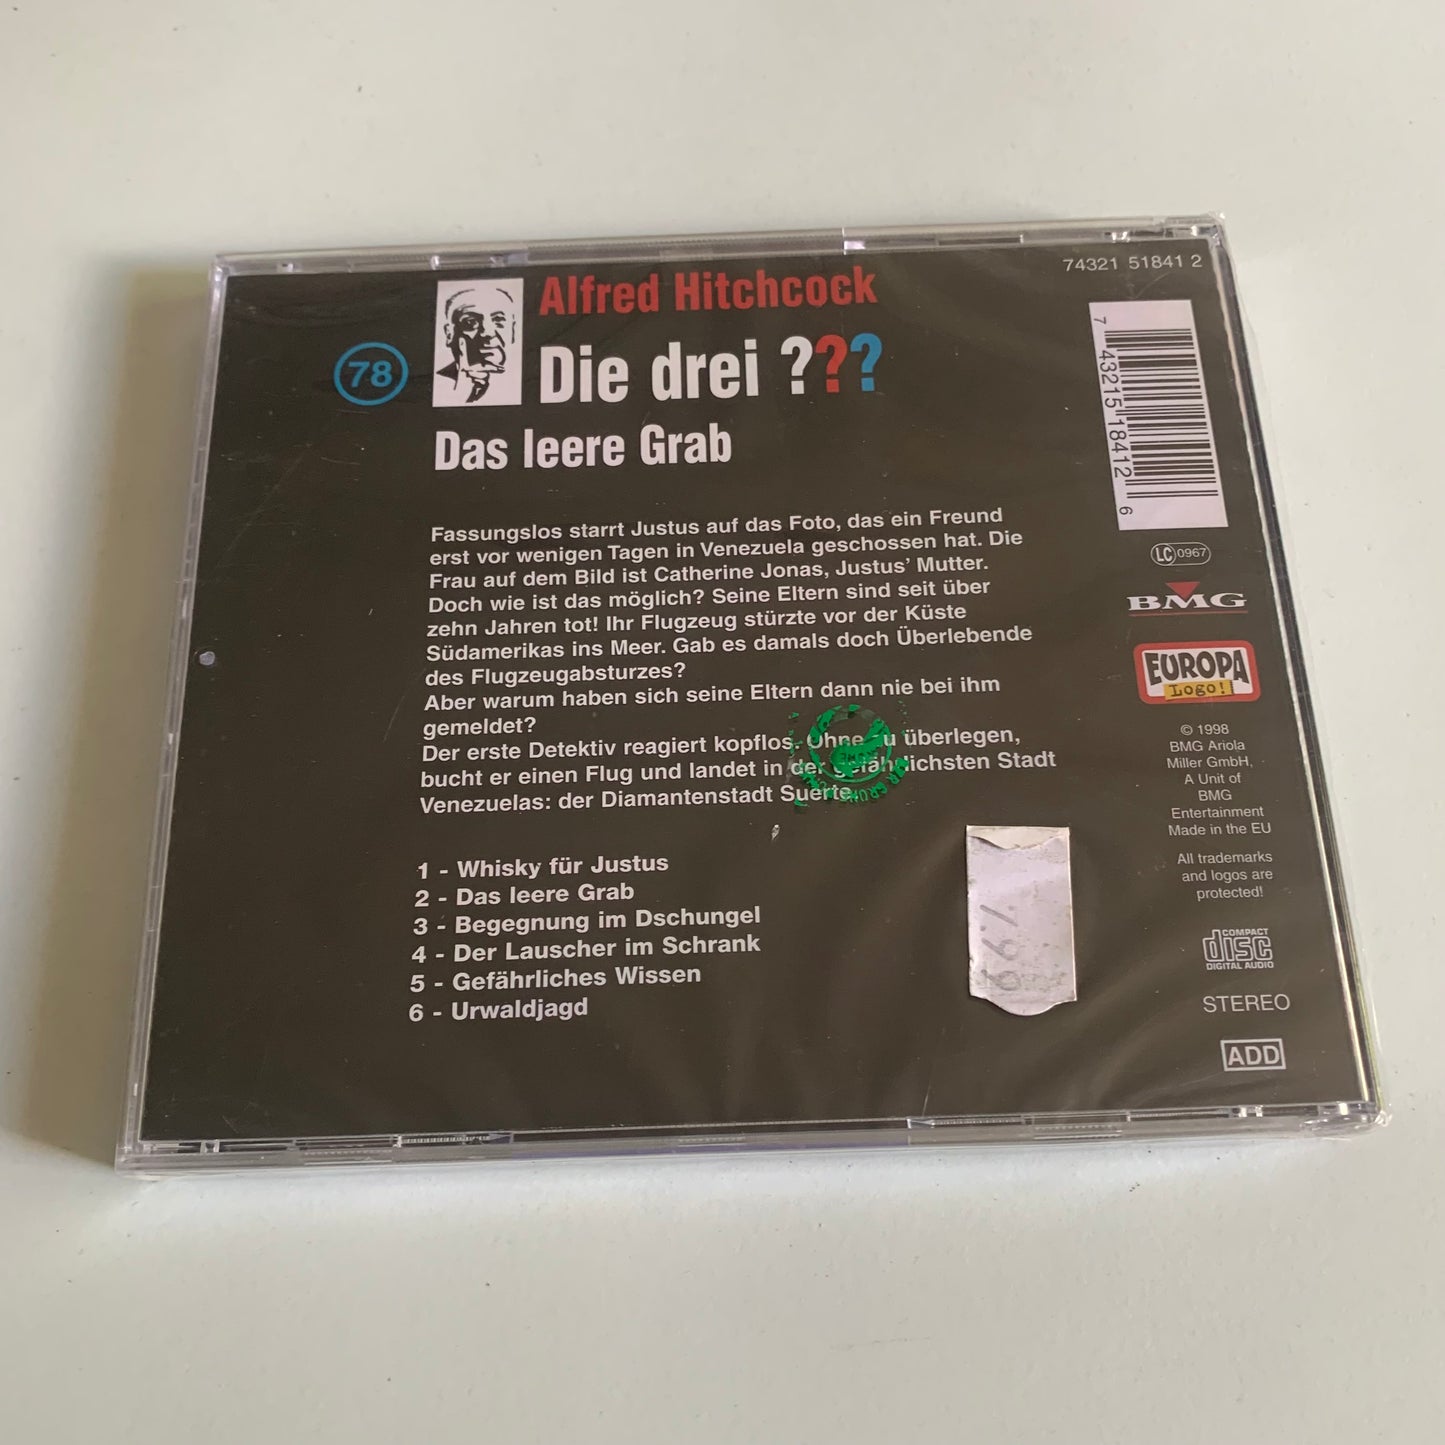 74321 51841 2
Alfred Hitchcock
78
Die drei ???
Das leere Grab
7 43215 18412 6
Fassungslos starrt Justus auf das Foto, das ein Freund
erst vor wenigen Tagen in Venezuela geschossen hat. Die
Frau auf dem Bild ist Catherine Jonas, Justus’ Mutter.
Doch wie ist das möglich? Seine Eltern sind seit über
zehn Jahren tot! Ihr Flugzeug stürzte vor der Küste
Südamerikas ins Meer. Gab es damals doch Überlebende
des Flugzeugabsturzes?
Aber warum haben sich seine Eltern dann nie bei ihm
gemeldet?
Der erste Detektiv reagiert kopflos. Ohne zu überlegen,
bucht er einen Flug und landet in der gefährlichsten Stadt
Venezuelas: der Diamantenstadt Suerte.
1 - Whisky für Justus
2 - Das leere Grab
3 - Begegnung im Dschungel
4 - Der Lauscher im Schrank
5 - Gefährliches Wissen
6 - Urwaldjagd
7.99
LC 0967
BMG
EUROPA
Logo!
© 1998
BMG Ariola
Miller GmbH,
A Unit of
BMG
Entertainment
Made in the EU
All trademarks
and logos are
protected!
COMPACT
disc
DIGITAL AUDIO
STEREO
ADD